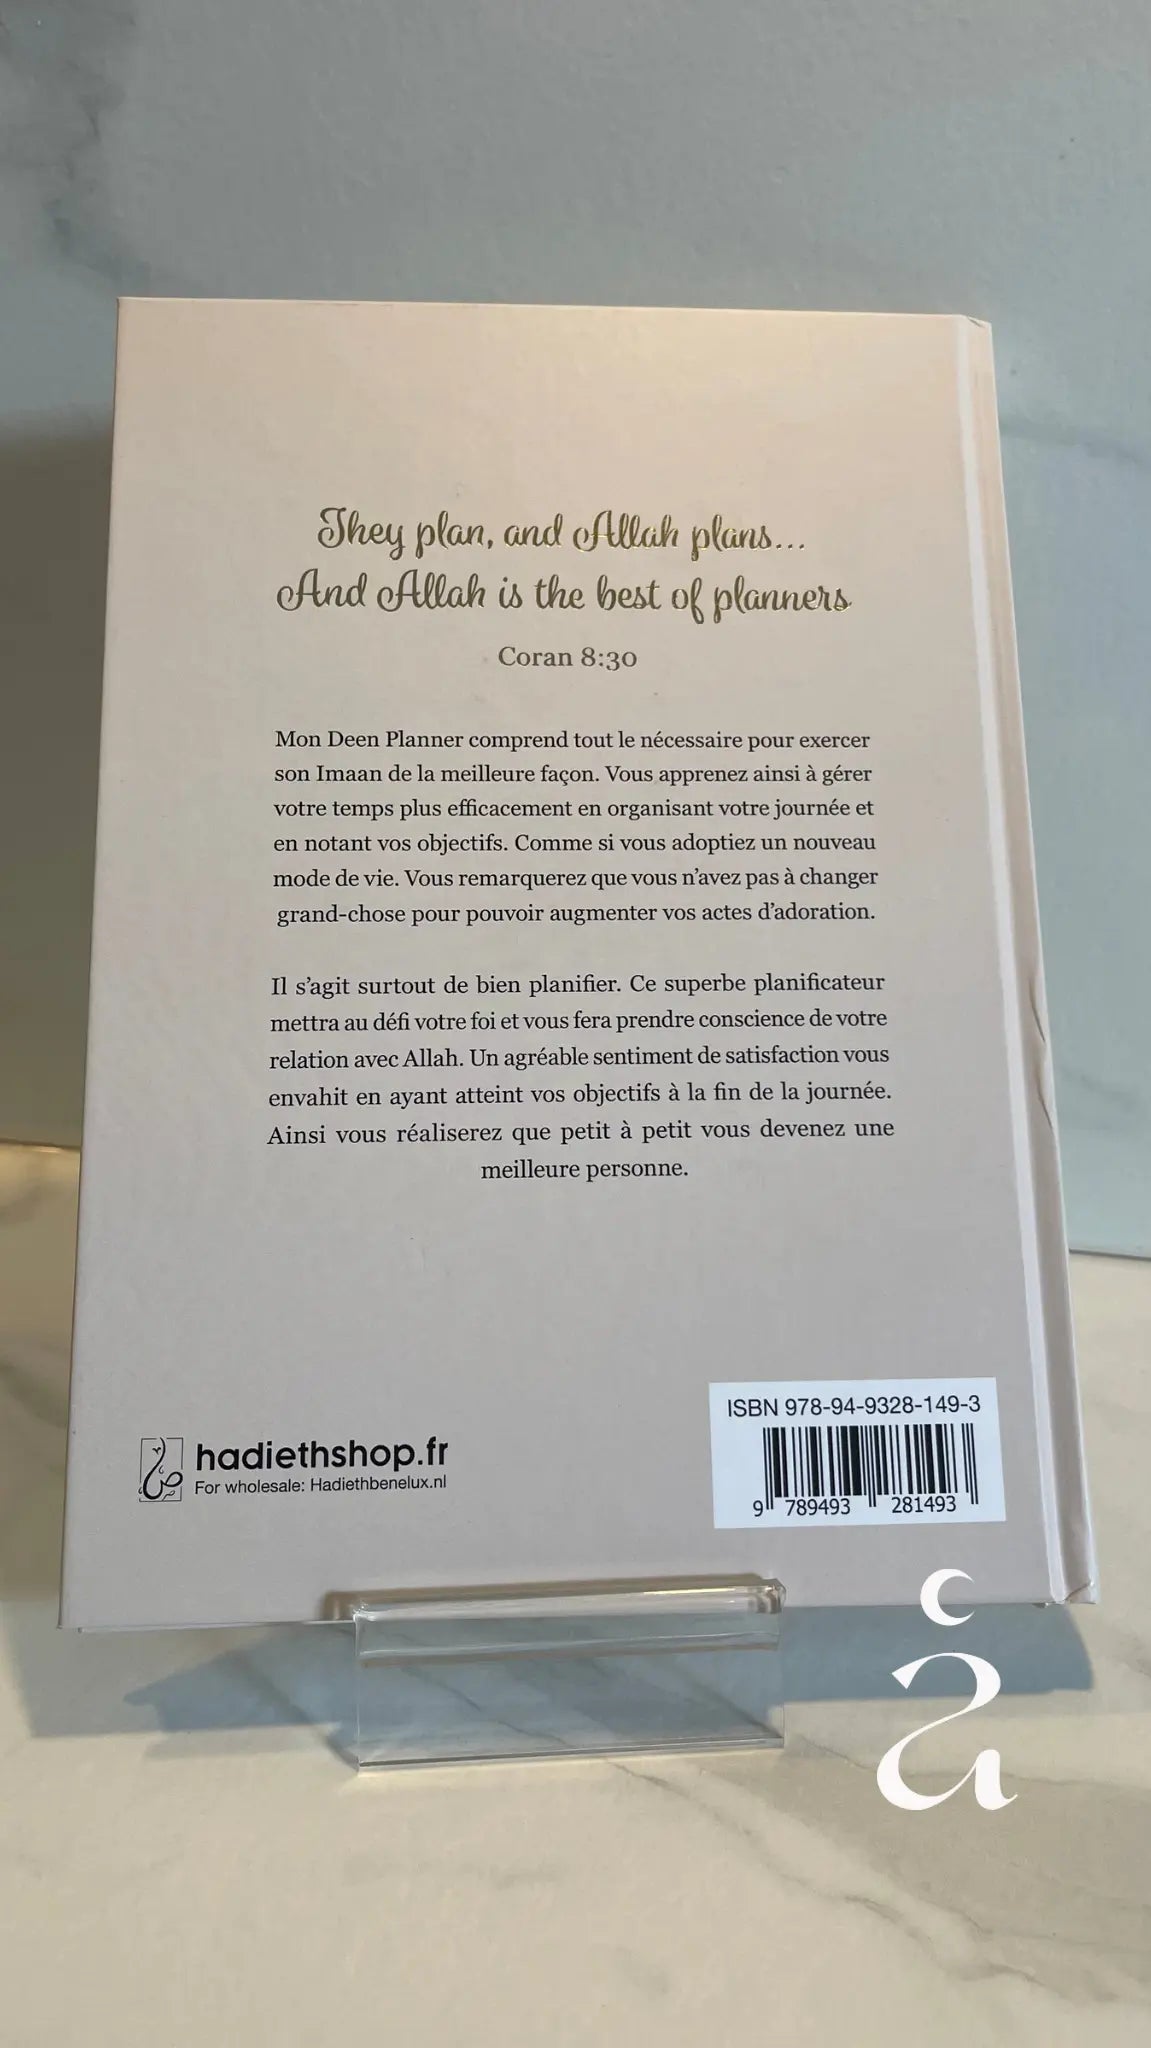 They plan, and Allah plans...
And Allah is the best of planners
Coran 8:30
Mon Deen Planner comprend tout le nécessaire pour exercer
son Imaan de la meilleure façon. Vous apprenez ainsi à gérer
votre temps plus efficacement en organisant votre journée et
en notant vos objectifs. Comme si vous adoptiez un nouveau
mode de vie. Vous remarquerez que vous n’avez pas à changer
grand-chose pour pouvoir augmenter vos actes d’adoration.
Il s’agit surtout de bien planifier. Ce superbe planificateur
mettra au défi votre foi et vous fera prendre conscience de votre
relation avec Allah. Un agréable sentiment de satisfaction vous
envahit en ayant atteint vos objectifs à la fin de la journée.
Ainsi vous réaliserez que petit à petit vous devenez une
meilleure personne.
hadiethshop.fr
For wholesale: Hadiethbenelux.nl
ISBN 978-94-9328-149-3
9 789493 281493